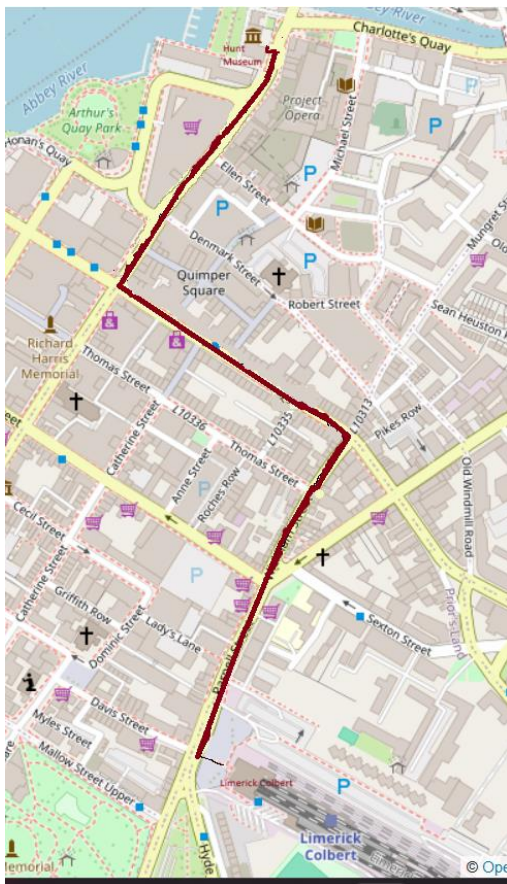 Abbey River
Charlotte's Quay
Hunt
Museum
Abbey River
Arthur's
Quay Park
Project
Opera
Michael Street
P
Honan's Quay
Ellen Street
P
P
Mungret
Denmark Street
Quimper
Square
Robert Street
Sean Heuston
Richard
Harris
Memorial
Thomas Street
L10336
L10335
L10313
Pikes Row
Catherine Street
Anne Street
Thomas Street
Roches Row
Old Windmill Road
Cecil Street
P
Catherine Street
Griffith Row
Dominic Street
Lady's Lane
Sexton Street
Prior's-Land
Davis Street
Myles Street
Mallow Street Upper
P
Limerick Colbert
Limerick
Colbert
Hyde
© Ope